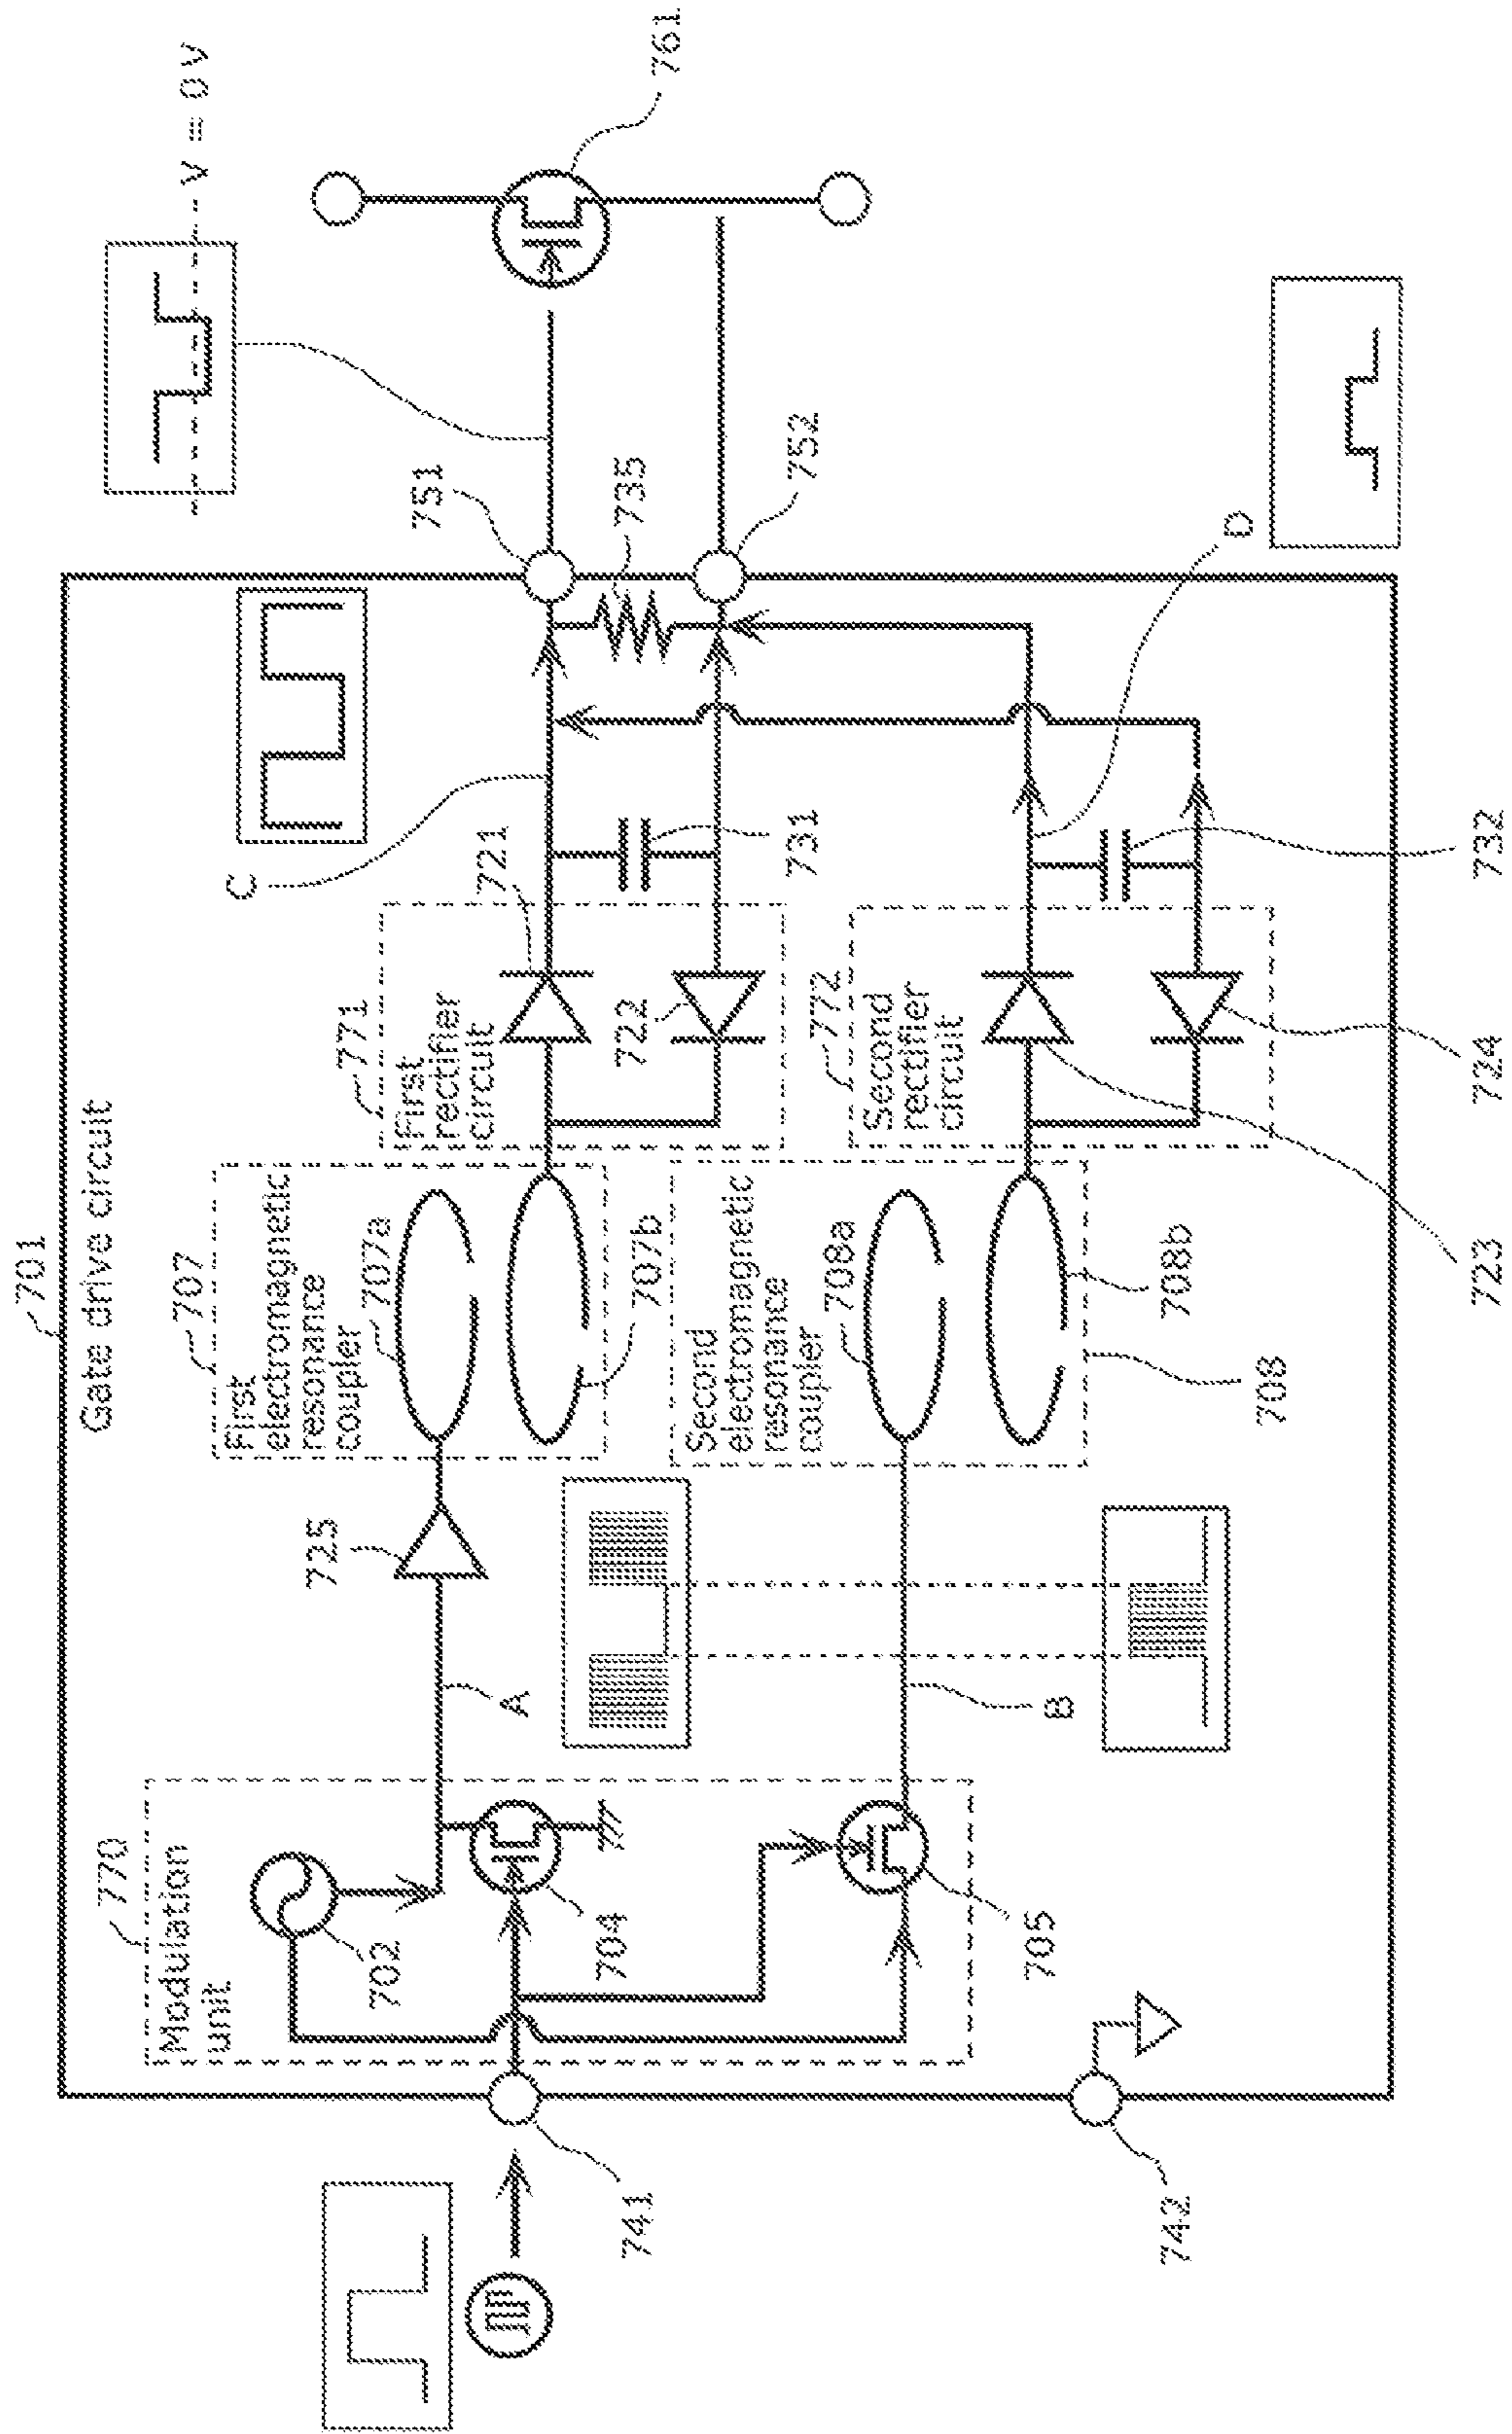 701
Gate drive circuit
770
Modulation
unit
702
704
705
741
742
A
B
725
707
First
electromagnetic
resonance
coupler
707a
707b
Second
electromagnetic
resonance
coupler
708a
708b
708
771
First
rectifier
circuit
721
722
772
Second
rectifier
circuit
723
724
C
731
732
D
751
735
752
V = 0V
761